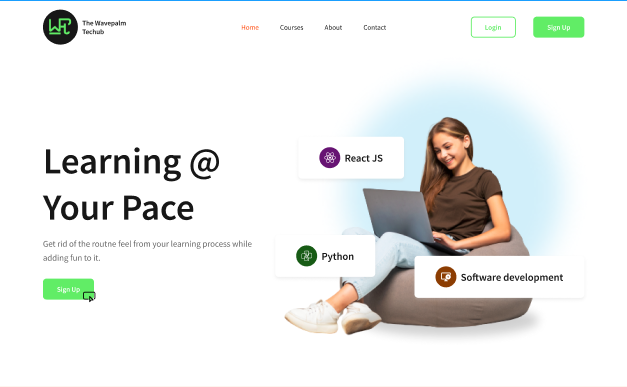 The Wavepalm
Techub
Home
Courses
About
Contact
Login
Sign Up
Learning @
Your Pace
Get rid of the routne feel from your learning process while
adding fun to it.
Sign Up
React JS
Python
Software development